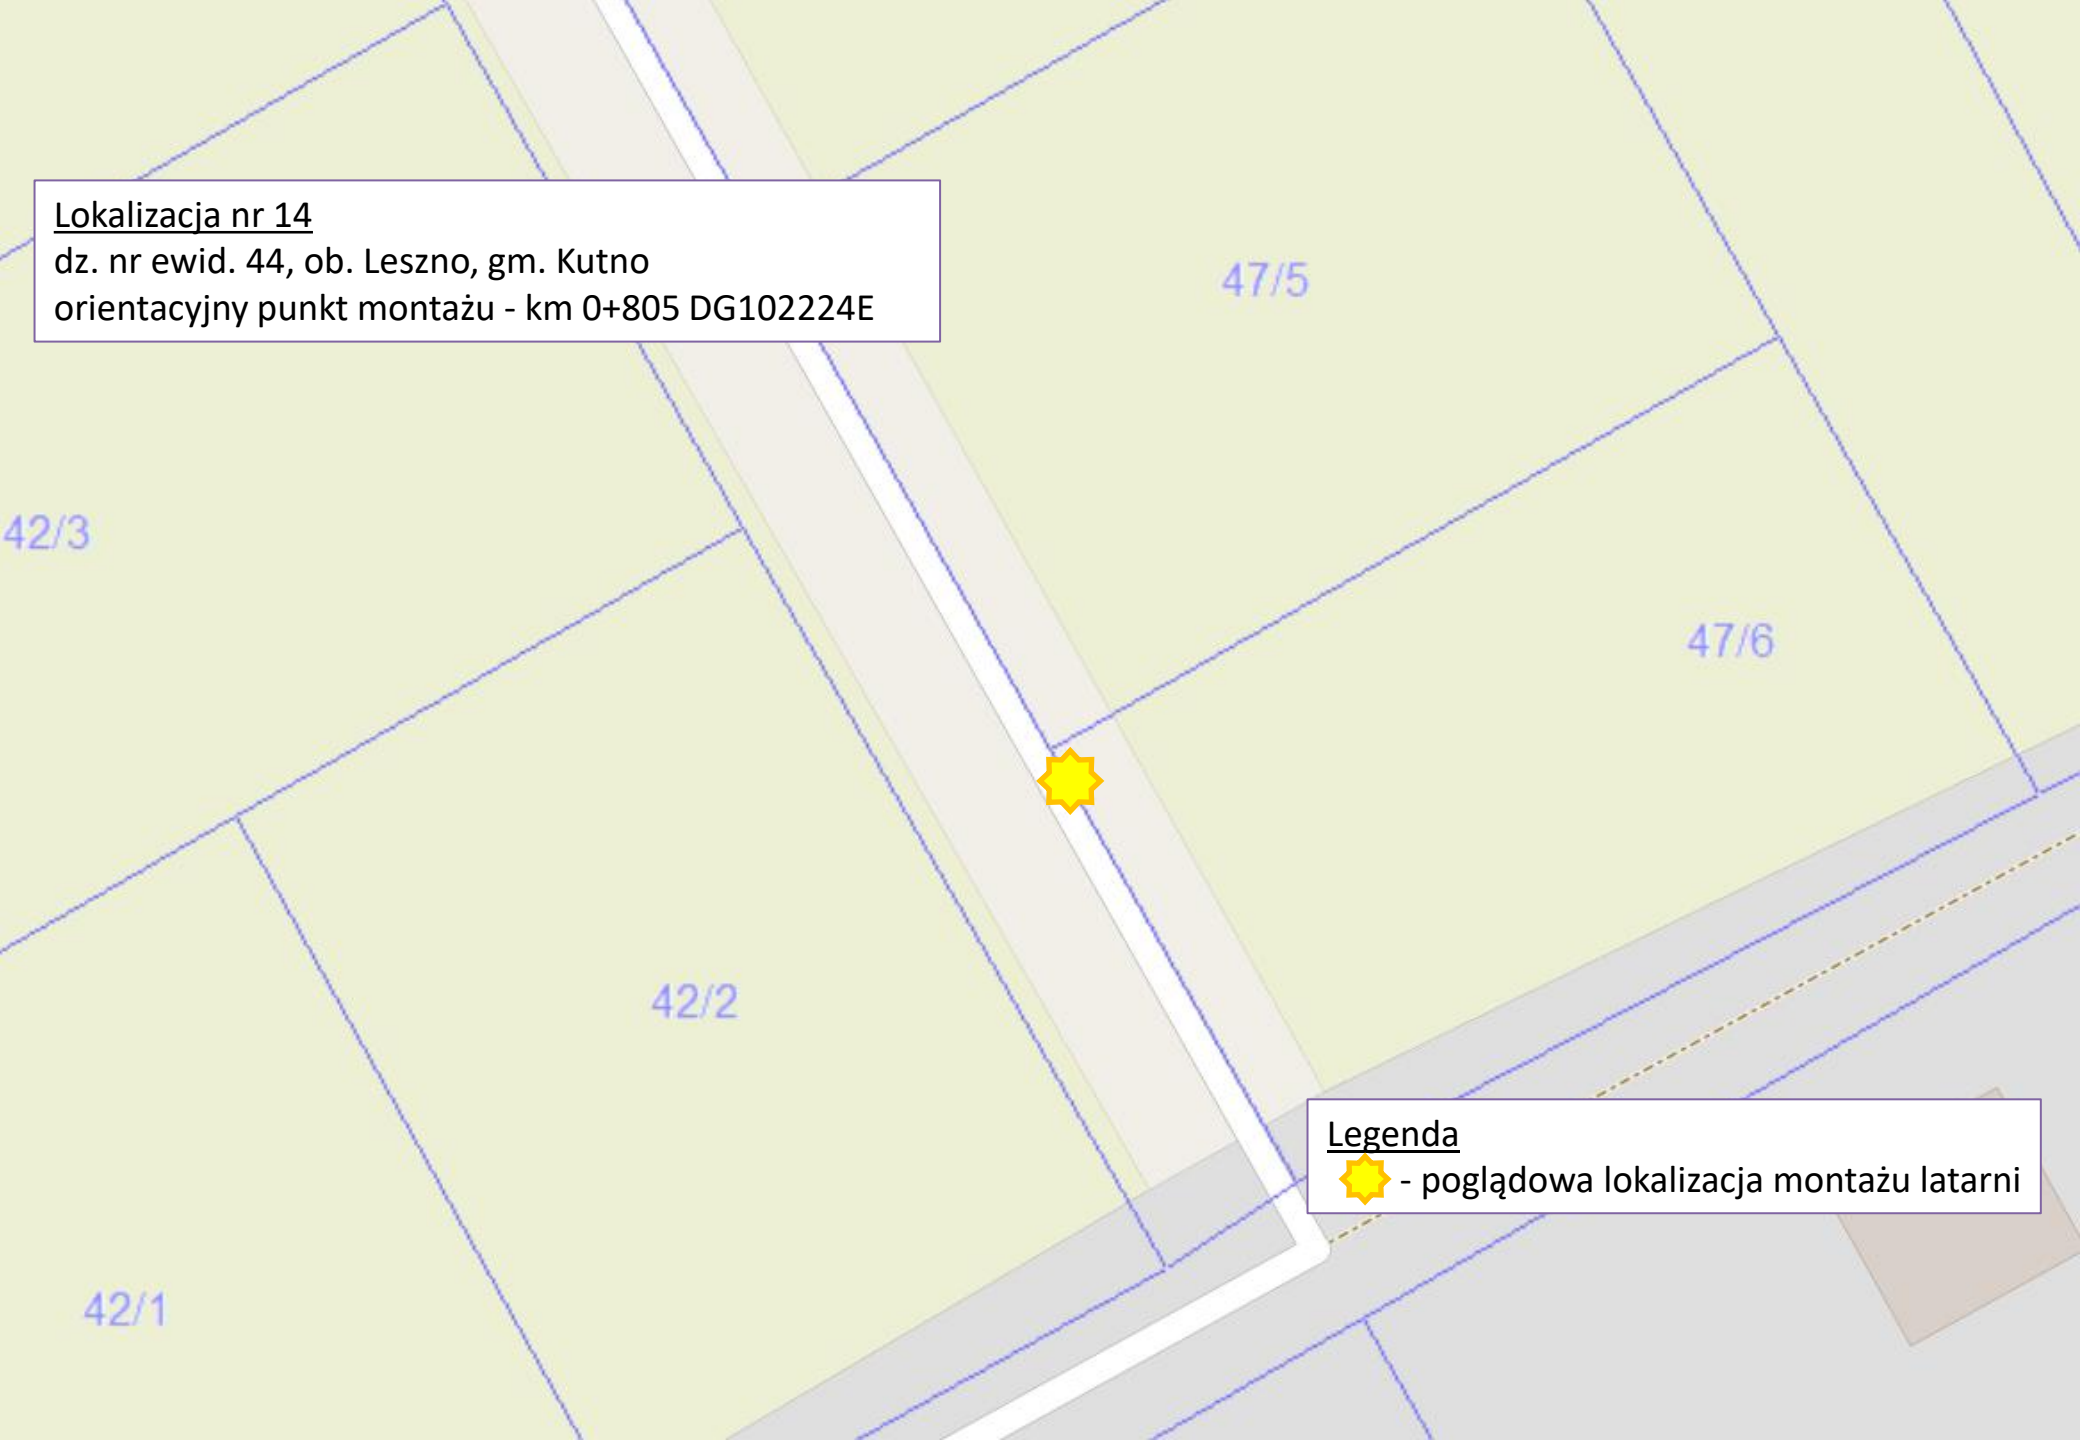 Lokalizacja nr 14
dz. nr ewid. 44, ob. Leszno, gm. Kutno
orientacyjny punkt montażu - km 0+805 DG102224E
47/5
42/3
47/6
42/2
Legenda
- poglądowa lokalizacja montażu latarni
42/1